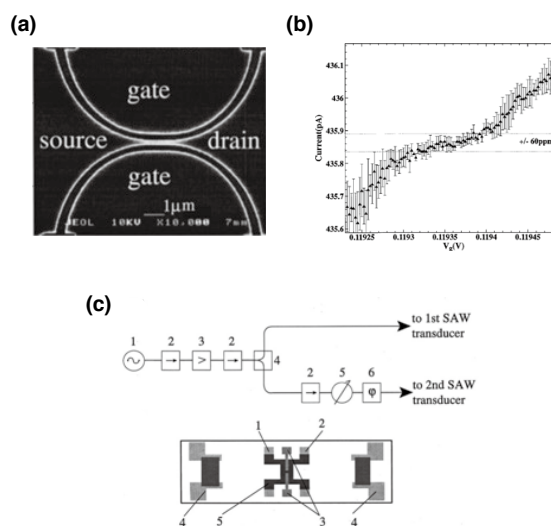 (a)
gate
source
drain
gate
1µm
JEOL 10KV X10,000 7mm
(b)
436.1
436
435.9
435.8
435.7
435.6
Current(pA)
+/- 60ppm
0.11925
0.1193
0.11935
0.1194
0.11945
Vg(V)
(c)
1 2 3 2
4
to 1st SAW
transducer
2 5 6
> φ
to 2nd SAW
transducer
1 2
4 5 3 4